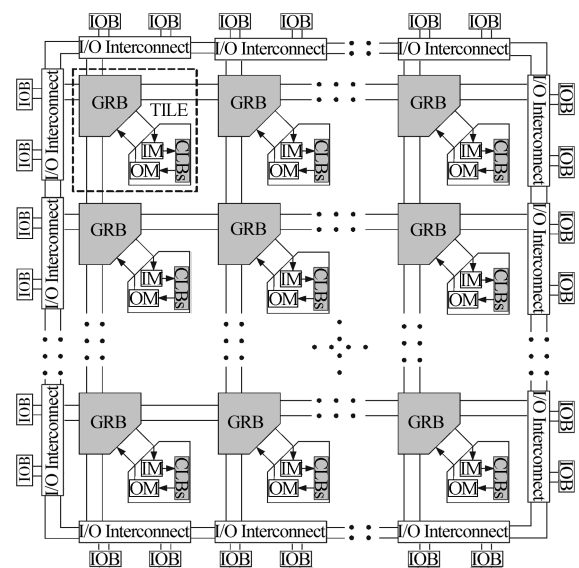 IOB IOB IOB IOB IOB IOB
I/O Interconnect I/O Interconnect I/O Interconnect
IOB I/O Interconnect GRB TILE GRB GRB I/O Interconnect IOB
IOB IM CLBs IM CLBs IM CLBs IOB
OM OM OM
IOB I/O Interconnect GRB GRB GRB I/O Interconnect IOB
IOB IM CLBs IM CLBs IM CLBs IOB
OM OM OM
IOB I/O Interconnect GRB GRB GRB I/O Interconnect IOB
IOB IM CLBs IM CLBs IM CLBs IOB
OM OM OM
I/O Interconnect I/O Interconnect I/O Interconnect
IOB IOB IOB IOB IOB IOB